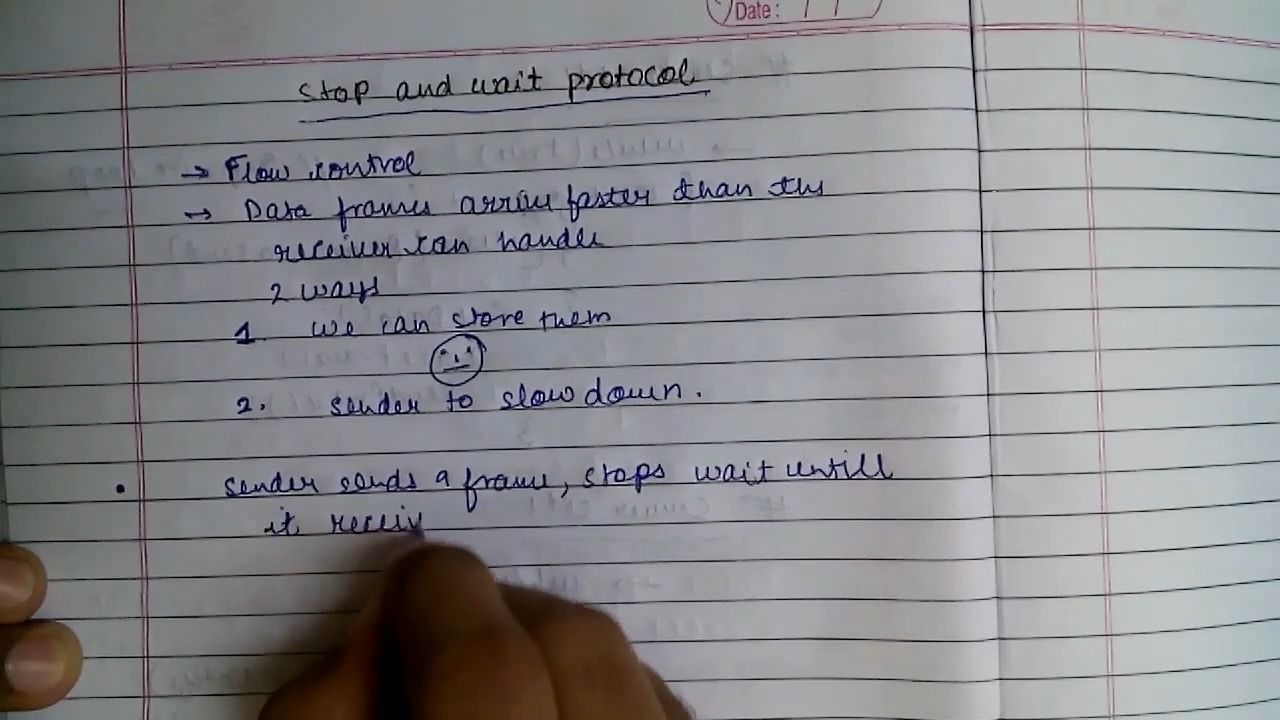 Date : / /
Stop and wait protocol
→ Flow control
→ Data frames arrive faster than the
receiver can handle
2 ways
1. we can store them
2. sender to slow down.
• sender sends a frame, stops wait untill
it receiv